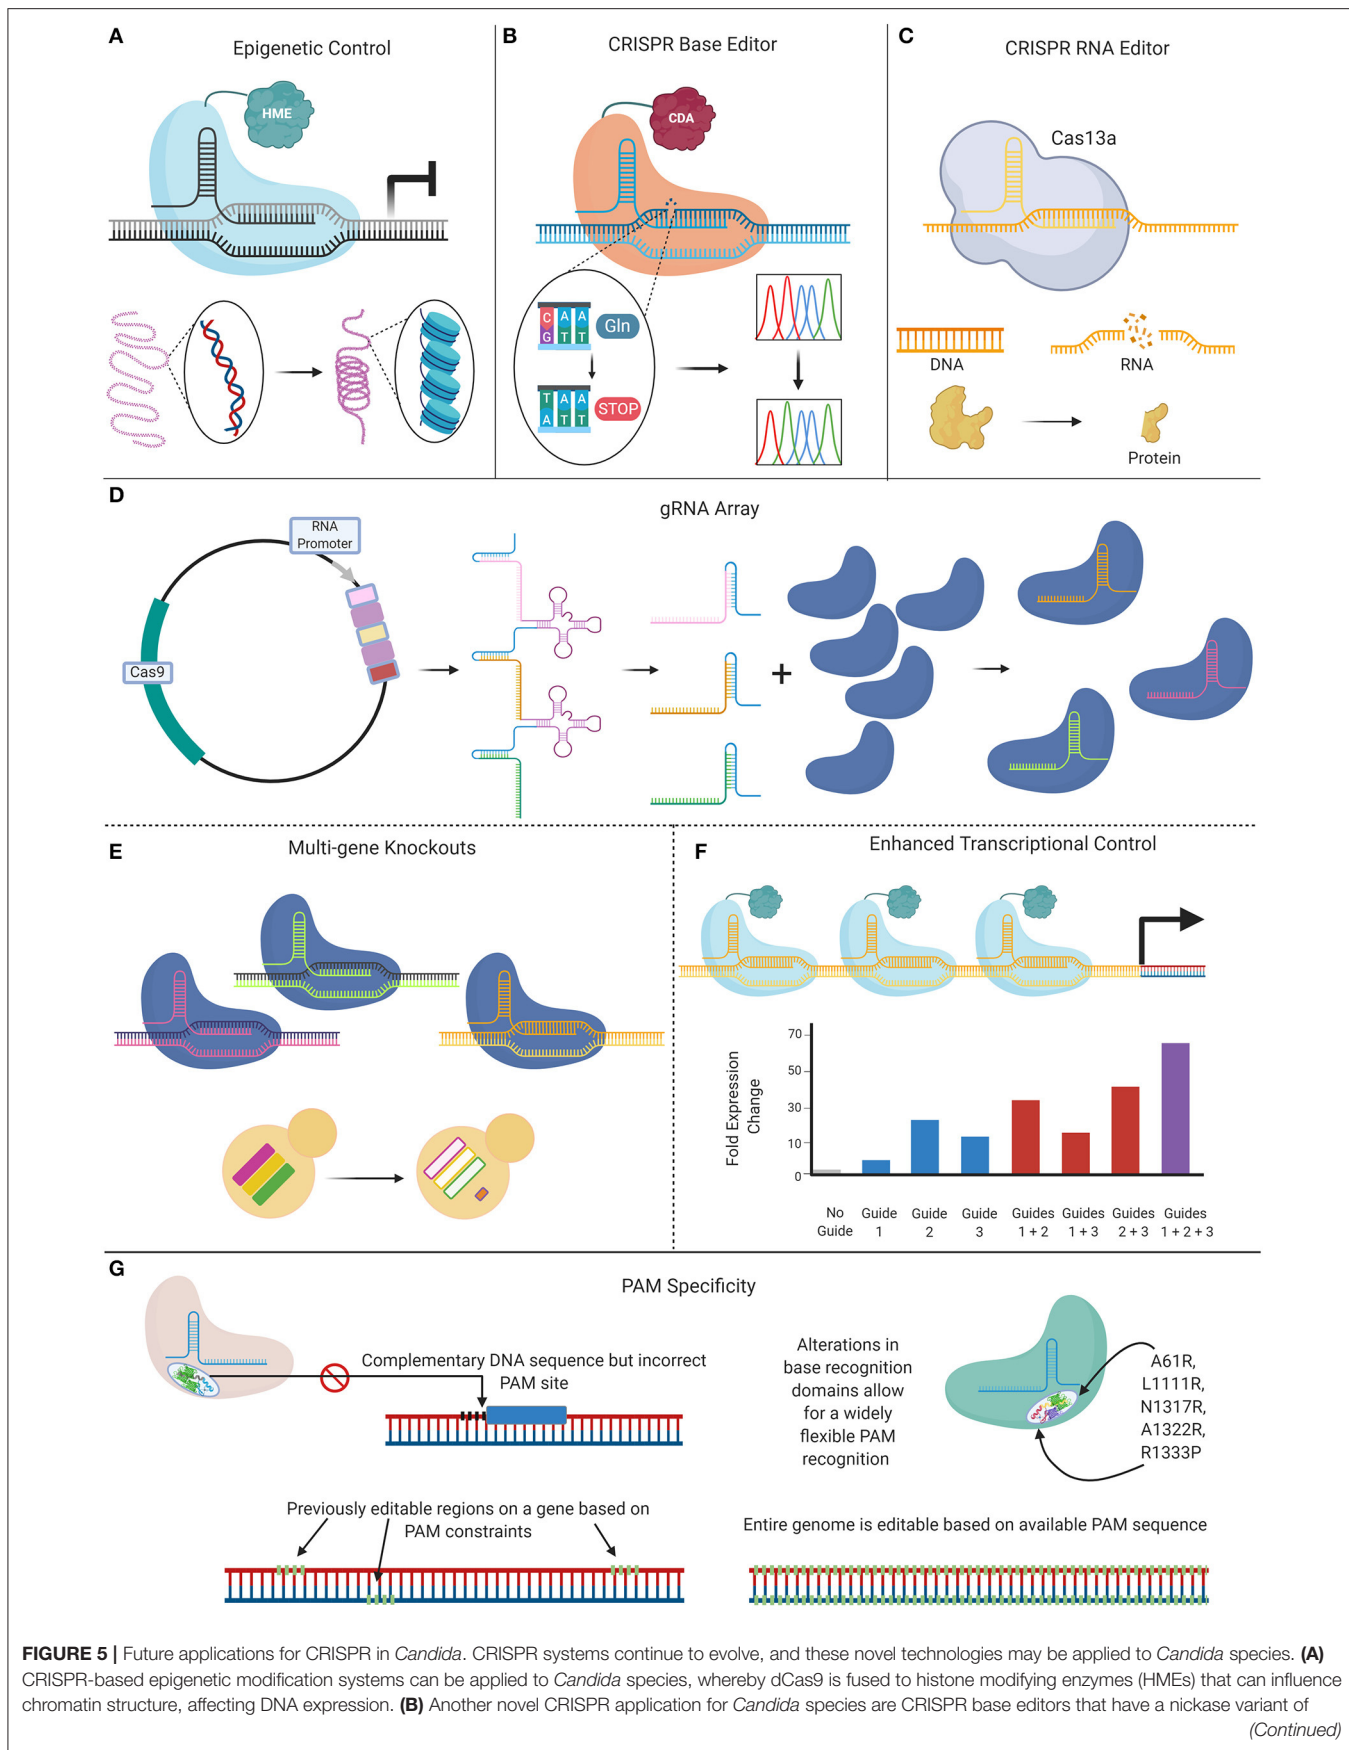 A
Epigenetic Control
HME
B
CRISPR Base Editor
CDA
C A A
G T T
Gln
T A A
A T T
STOP
C
CRISPR RNA Editor
Cas13a
DNA
RNA
Protein
D
gRNA Array
RNA
Promoter
Cas9
+
E
Multi-gene Knockouts
F
Enhanced Transcriptional Control
Fold Expression
Change
70
50
30
10
0
No
Guide
Guide
1
Guide
2
Guide
3
Guides
1 + 2
Guides
1 + 3
Guides
2 + 3
Guides
1 + 2 + 3
G
PAM Specificity
Complementary DNA sequence but incorrect
PAM site
Alterations in
base recognition
domains allow
for a widely
flexible PAM
recognition
A61R,
L1111R,
N1317R,
A1322R,
R1333P
Previously editable regions on a gene based on
PAM constraints
Entire genome is editable based on available PAM sequence
FIGURE 5 | Future applications for CRISPR in Candida. CRISPR systems continue to evolve, and these novel technologies may be applied to Candida species. (A)
CRISPR-based epigenetic modification systems can be applied to Candida species, whereby dCas9 is fused to histone modifying enzymes (HMEs) that can influence
chromatin structure, affecting DNA expression. (B) Another novel CRISPR application for Candida species are CRISPR base editors that have a nickase variant of
(Continued)